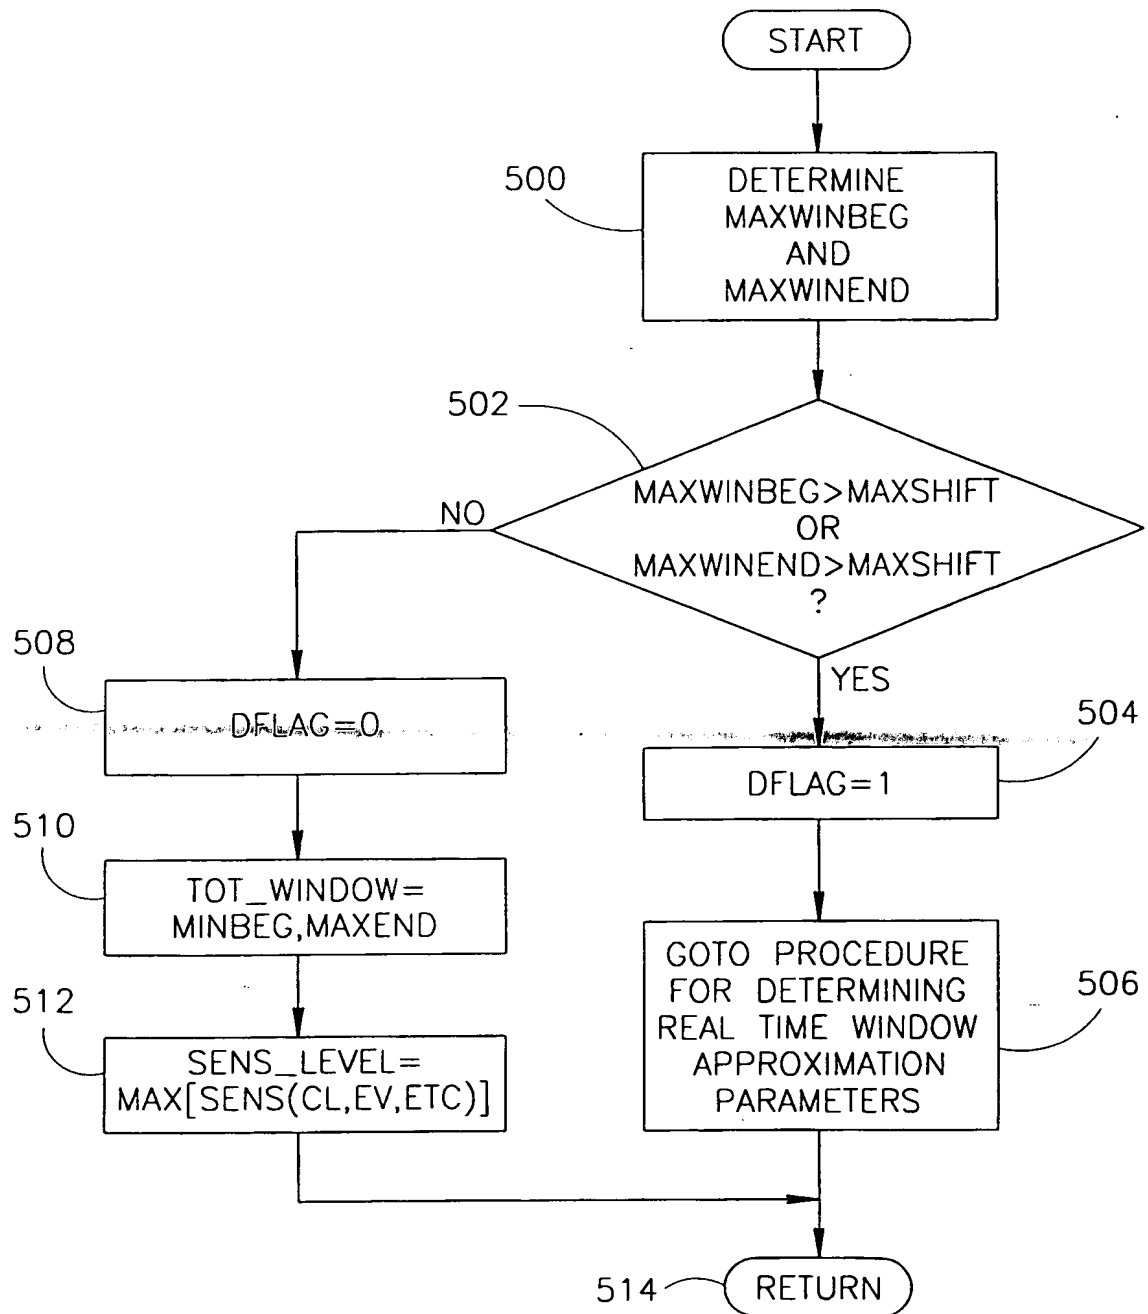 START
500
DETERMINE
MAXWINBEG
AND
MAXWINEND
502
MAXWINBEG>MAXSHIFT
OR
MAXWINEND>MAXSHIFT
?
NO
YES
508
DFLAG=0
504
DFLAG=1
510
TOT_WINDOW=
MINBEG,MAXEND
512
SENS_LEVEL=
MAX[SENS(CL,EV,ETC)]
506
GOTO PROCEDURE
FOR DETERMINING
REAL TIME WINDOW
APPROXIMATION
PARAMETERS
514
RETURN